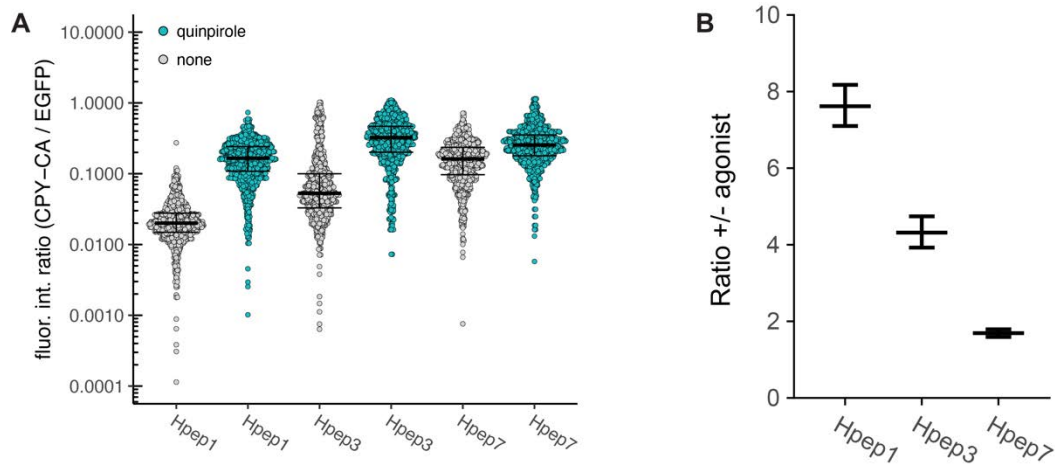 A
quinpirole
none
fluor. int. ratio (CPY−CA / EGFP)
10.0000
1.0000
0.1000
0.0100
0.0010
0.0001
Hpep1
Hpep1
Hpep3
Hpep3
Hpep7
Hpep7
B
Ratio +/- agonist
10
8
6
4
2
0
Hpep1
Hpep3
Hpep7